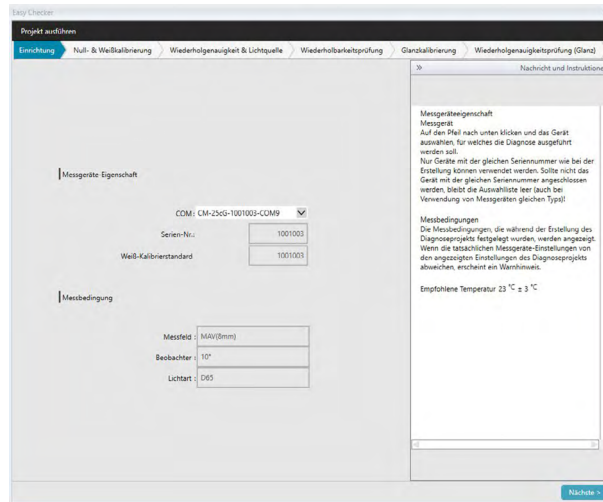 Easy Checker
Projekt ausführen
Einrichtung
Null- & Weißkalibrierung
Wiederholgenauigkeit & Lichtquelle
Wiederholbarkeitsprüfung
Glanzkalibrierung
Wiederholgenauigkeitsprüfung (Glanz)
» Nachricht und Instruktione
Messgeräte-Eigenschaft
COM: CM-25cG-1001003-COM9
Serien-Nr.: 1001003
Weiß-Kalibrierstandard 1001003
Messbedingung
Messfeld : MAV(8mm)
Beobachter : 10°
Lichtart : D65
Messgeräteeigenschaft
Messgerät
Auf den Pfeil nach unten klicken und das Gerät
auswählen, für welches die Diagnose ausgeführt
werden soll.
Nur Geräte mit der gleichen Seriennummer wie bei der
Erstellung können verwendet werden. Sollte nicht das
Gerät mit der gleichen Seriennummer angeschlossen
werden, bleibt die Auswahlliste leer (auch bei
Verwendung von Messgeräten gleichen Typs)!
Messbedingungen
Die Messbedingungen, die während der Erstellung des
Diagnoseprojekts festgelegt wurden, werden angezeigt.
Wenn die tatsächlichen Messgeräte-Einstellungen von
den angezeigten Einstellungen des Diagnoseprojekts
abweichen, erscheint ein Warnhinweis.
Empfohlene Temperatur 23 °C ± 3 °C
Nächste >